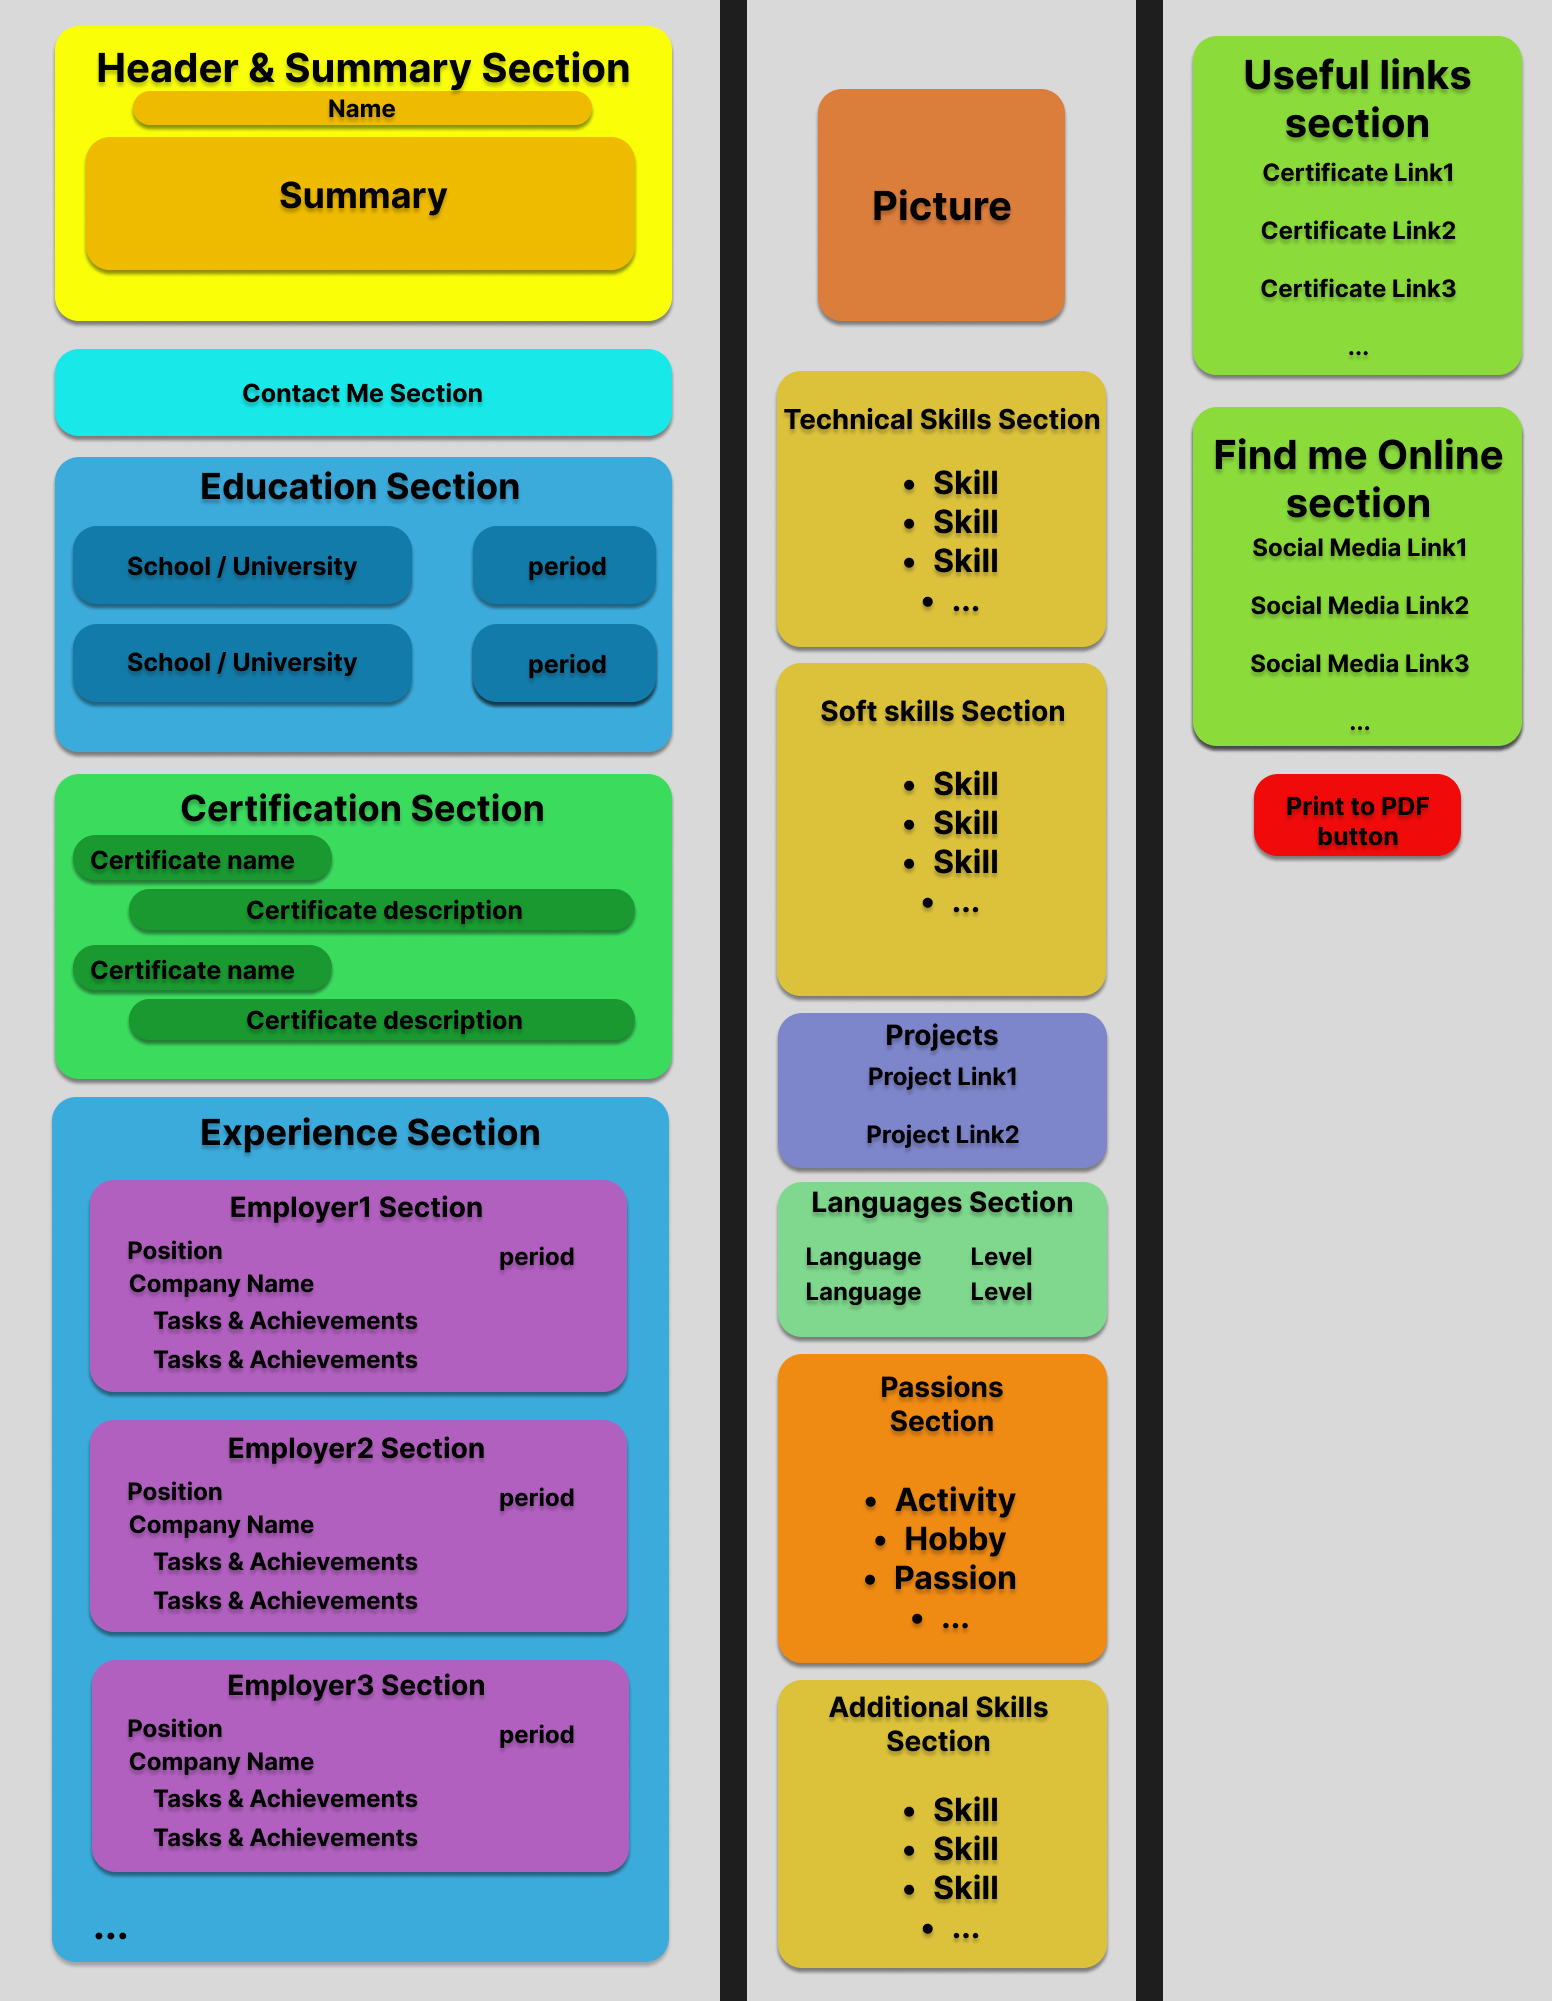 Header & Summary Section
Name
Summary
Contact Me Section
Education Section
School / University
period
School / University
period
Certification Section
Certificate name
Certificate description
Certificate name
Certificate description
Experience Section
Employer1 Section
Position
period
Company Name
Tasks & Achievements
Tasks & Achievements
Employer2 Section
Position
period
Company Name
Tasks & Achievements
Tasks & Achievements
Employer3 Section
Position
period
Company Name
Tasks & Achievements
Tasks & Achievements
...
Picture
Technical Skills Section
• Skill
• Skill
• Skill
• ...
Soft skills Section
• Skill
• Skill
• Skill
• ...
Projects
Project Link1
Project Link2
Languages Section
Language Level
Language Level
Passions
Section
• Activity
• Hobby
• Passion
• ...
Additional Skills
Section
• Skill
• Skill
• Skill
• ...
Useful links
section
Certificate Link1
Certificate Link2
Certificate Link3
...
Find me Online
section
Social Media Link1
Social Media Link2
Social Media Link3
...
Print to PDF
button